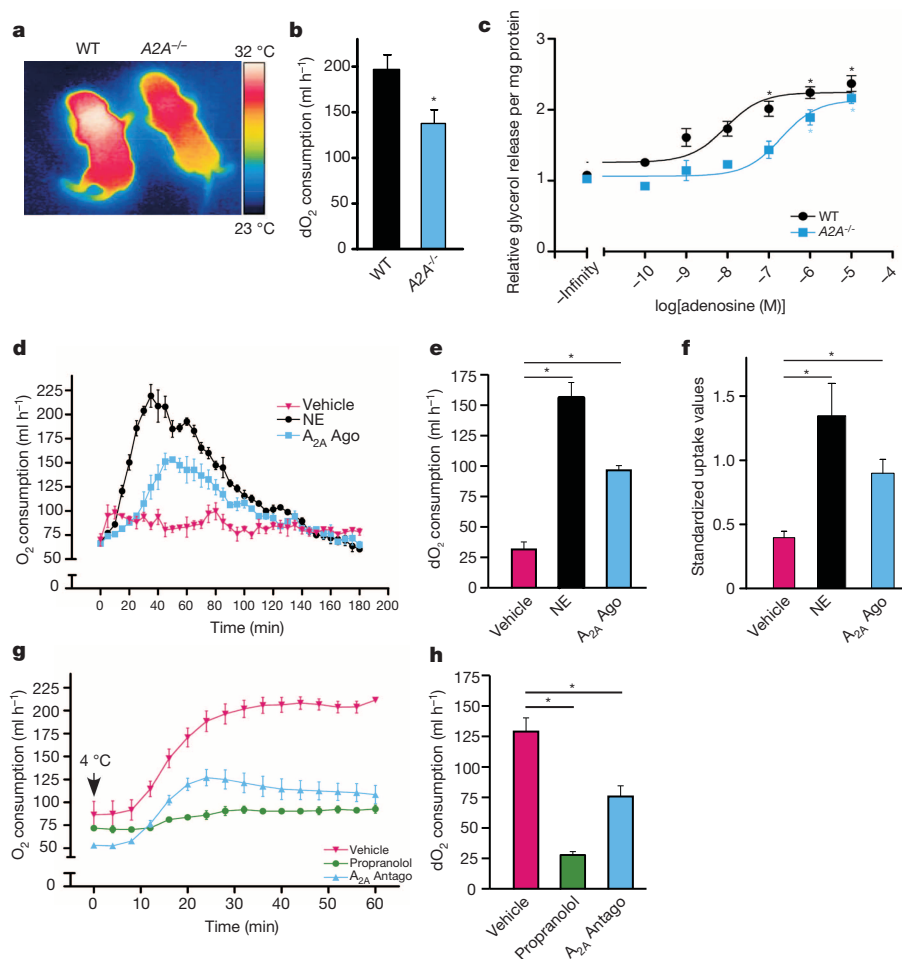 a
WT A2A–/–
32 °C
23 °C
b
dO2 consumption (ml h–1)
200
150
100
50
0
*
WT
A2A–/–
c
Relative glycerol release per mg protein
3
2
1
0
* * *
* *
WT
A2A–/–
–Infinity –10 –9 –8 –7 –6 –5 –4
log[adenosine (M)]
d
O2 consumption (ml h–1)
225
200
175
150
125
100
75
50
0
Vehicle
NE
A2A Ago
0 20 40 60 80 100 120 140 160 180 200
Time (min)
e
dO2 consumption (ml h–1)
175
150
125
100
75
50
25
0
*
*
Vehicle
NE
A2A Ago
f
Standardized uptake values
1.5
1.0
0.5
0
*
*
Vehicle
NE
A2A Ago
g
O2 consumption (ml h–1)
225
200
175
150
125
100
75
50
0
4 °C
Vehicle
Propranolol
A2A Antago
0 10 20 30 40 50 60
Time (min)
h
dO2 consumption (ml h–1)
175
150
125
100
75
50
25
0
*
*
Vehicle
Propranolol
A2A Antago